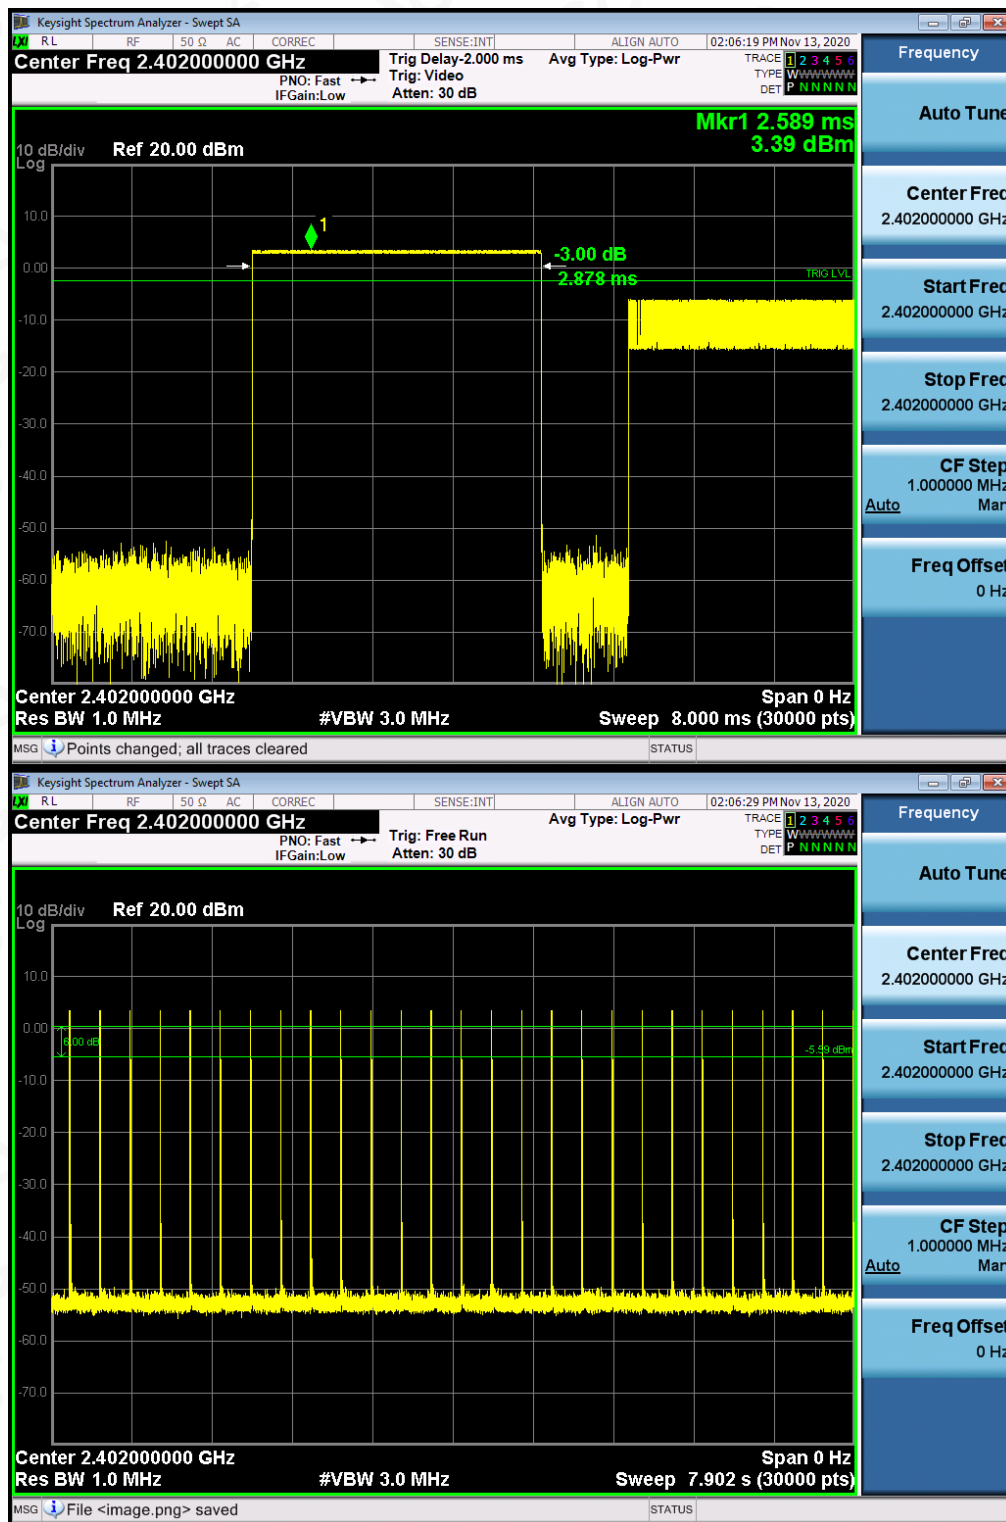 Keysight Spectrum Analyzer - Swept SA
LXI RL RF 50 Ω AC CORREC SENSE:INT ALIGN AUTO 02:06:19 PM Nov 13, 2020
Center Freq 2.402000000 GHz
PNO: Fast
IFGain:Low
Trig Delay-2.000 ms
Trig: Video
Atten: 30 dB
Avg Type: Log-Pwr
TRACE 1 2 3 4 5 6
TYPE WWWWWWW
DET P N N N N N
Mkr1 2.589 ms
3.39 dBm
10 dB/div Ref 20.00 dBm
Log
10.0
1
-3.00 dB
0.00
2.878 ms
TRIG LVL
-10.0
-20.0
-30.0
-40.0
-50.0
-60.0
-70.0
Center 2.402000000 GHz Span 0 Hz
Res BW 1.0 MHz #VBW 3.0 MHz Sweep 8.000 ms (30000 pts)
MSG Points changed; all traces cleared STATUS
Frequency
Auto Tune
Center Freq
2.402000000 GHz
Start Freq
2.402000000 GHz
Stop Freq
2.402000000 GHz
CF Step
1.000000 MHz
Auto Man
Freq Offset
0 Hz
Keysight Spectrum Analyzer - Swept SA
LXI RL RF 50 Ω AC CORREC SENSE:INT ALIGN AUTO 02:06:29 PM Nov 13, 2020
Center Freq 2.402000000 GHz
PNO: Fast
IFGain:Low
Trig: Free Run
Atten: 30 dB
Avg Type: Log-Pwr
TRACE 1 2 3 4 5 6
TYPE WWWWWWW
DET P N N N N N
10 dB/div Ref 20.00 dBm
Log
10.0
0.00
6.00 dB
-5.59 dBm
-10.0
-20.0
-30.0
-40.0
-50.0
-60.0
-70.0
Center 2.402000000 GHz Span 0 Hz
Res BW 1.0 MHz #VBW 3.0 MHz Sweep 7.902 s (30000 pts)
MSG File <image.png> saved STATUS
Frequency
Auto Tune
Center Freq
2.402000000 GHz
Start Freq
2.402000000 GHz
Stop Freq
2.402000000 GHz
CF Step
1.000000 MHz
Auto Man
Freq Offset
0 Hz